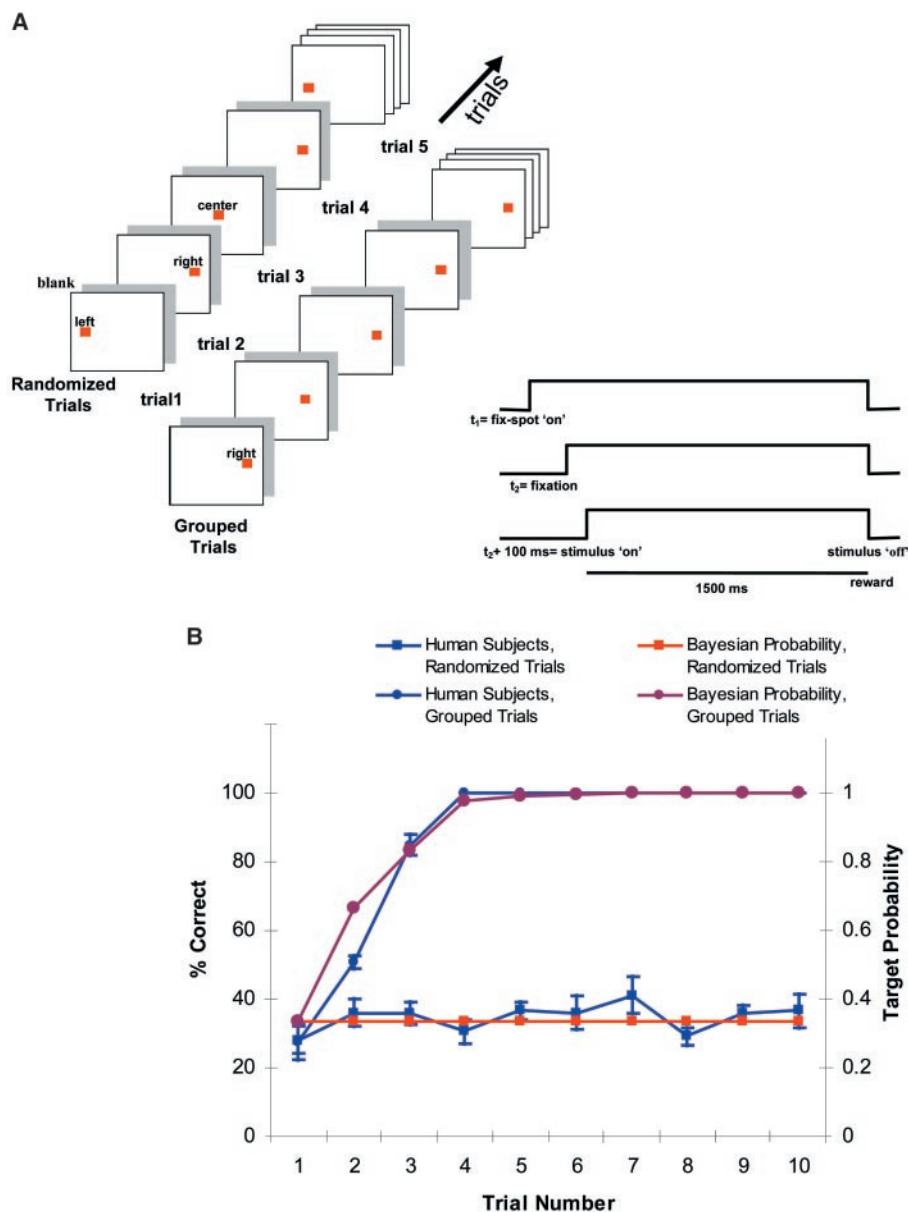 A
trials
trial 5
center
trial 4
right
trial 3
blank
left
trial 2
Randomized
Trials
trial1
right
Grouped
Trials
t1= fix-spot ‘on’
t2= fixation
t2+ 100 ms= stimulus ‘on’
stimulus ‘off’
1500 ms
reward
B
Human Subjects,
Randomized Trials
Bayesian Probability,
Randomized Trials
Human Subjects,
Grouped Trials
Bayesian Probability,
Grouped Trials
% Correct
100
80
60
40
20
0
Target Probability
1
0.8
0.6
0.4
0.2
0
1 2 3 4 5 6 7 8 9 10
Trial Number